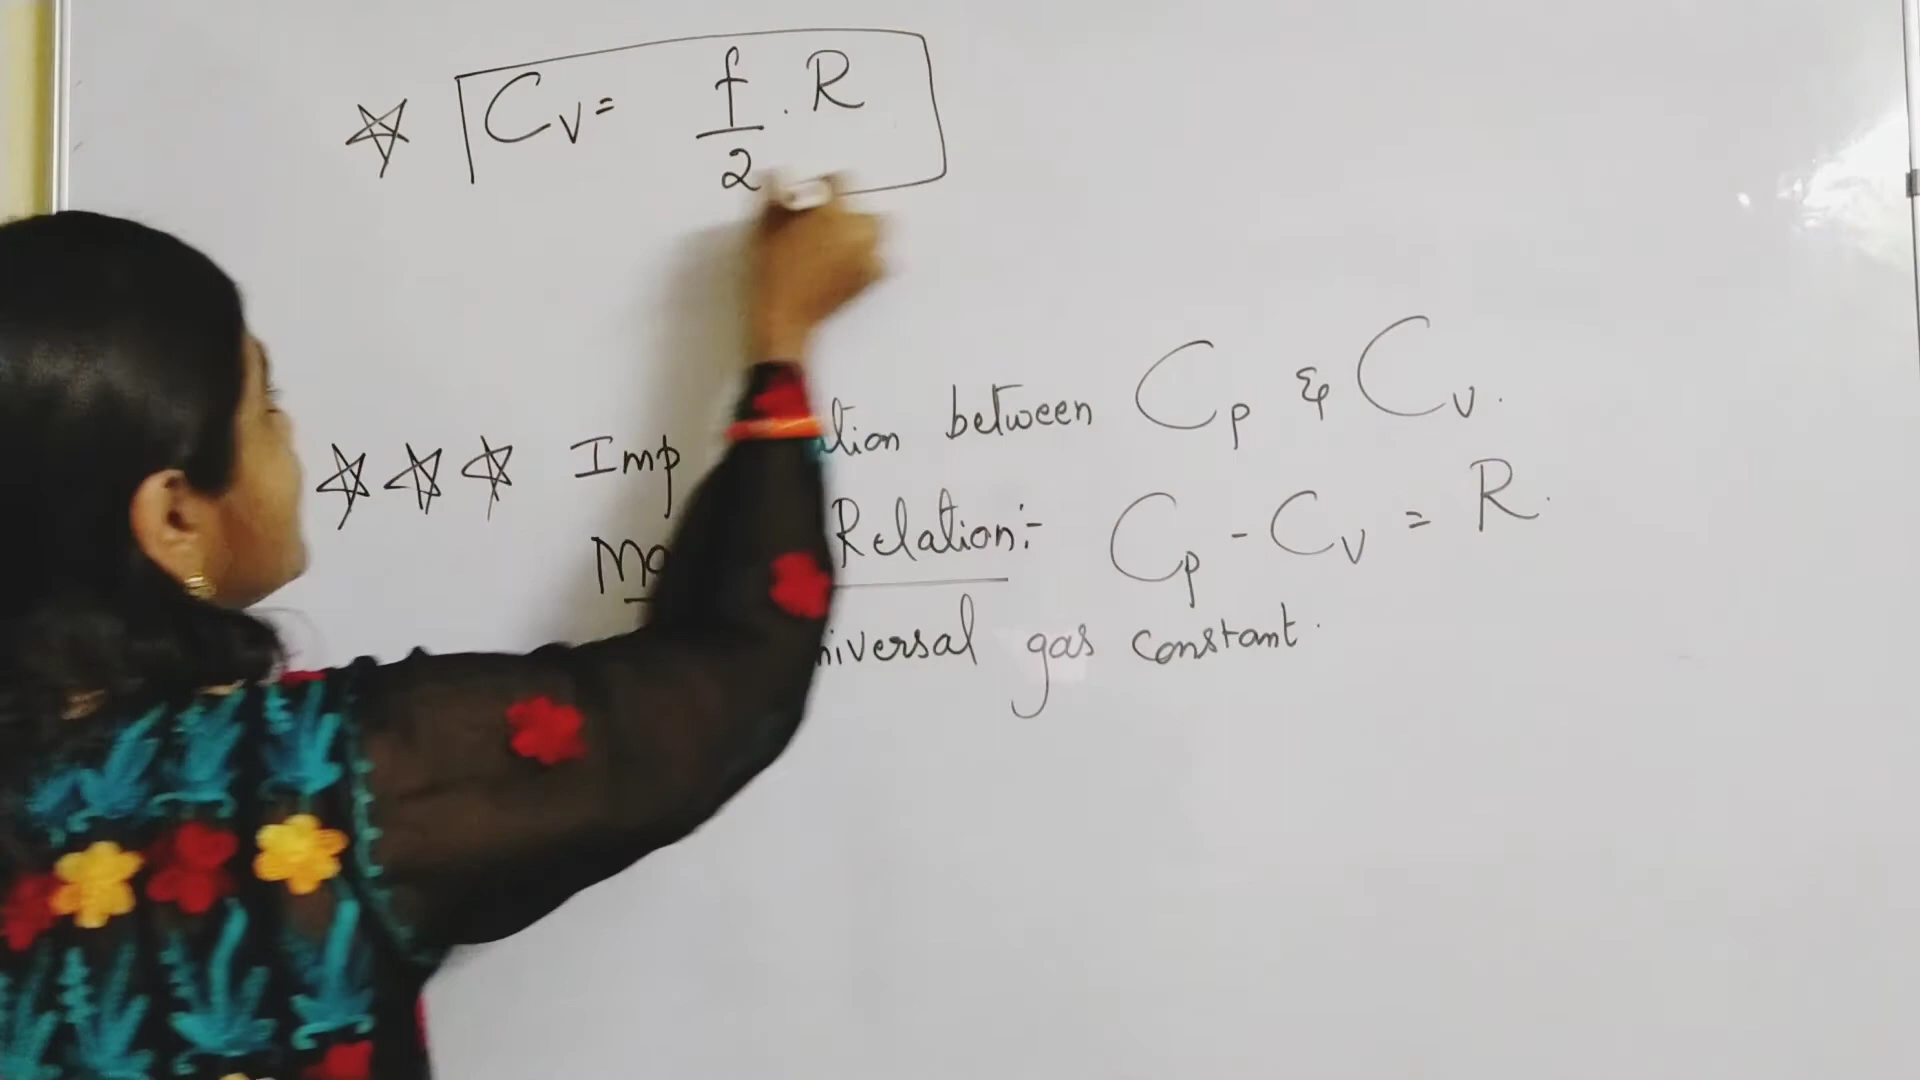 ☆ Cv = f/2 . R
☆☆☆ Imp between Cp & Cv.
Relation:- Cp - Cv = R.
gas constant.